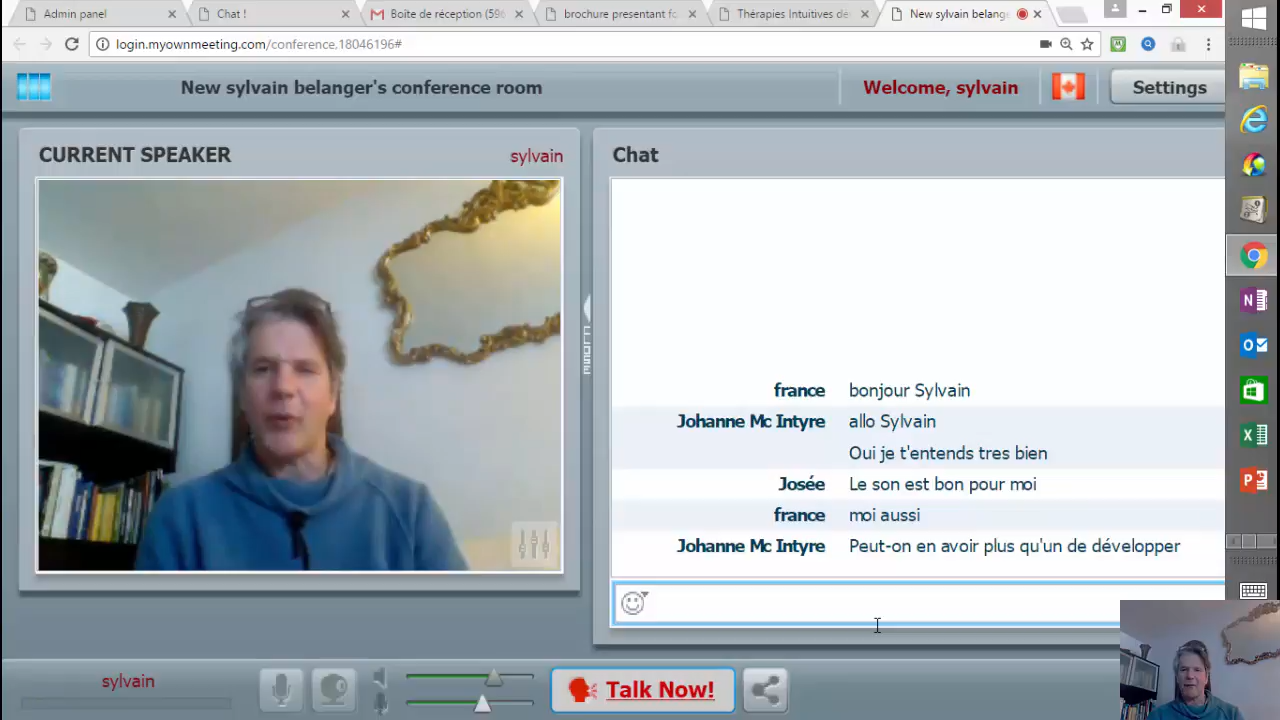 Admin panel
Chat !
Boîte de réception (596
brochure presentant fo
Thérapies Intuitives de
New sylvain belange
login.myownmeeting.com/conference,18046196#
New sylvain belanger's conference room
Welcome, sylvain
Settings
CURRENT SPEAKER
sylvain
Chat
france bonjour Sylvain
Johanne Mc Intyre allo Sylvain
Oui je t'entends tres bien
Josée Le son est bon pour moi
france moi aussi
Johanne Mc Intyre Peut-on en avoir plus qu'un de développer
sylvain
Talk Now!